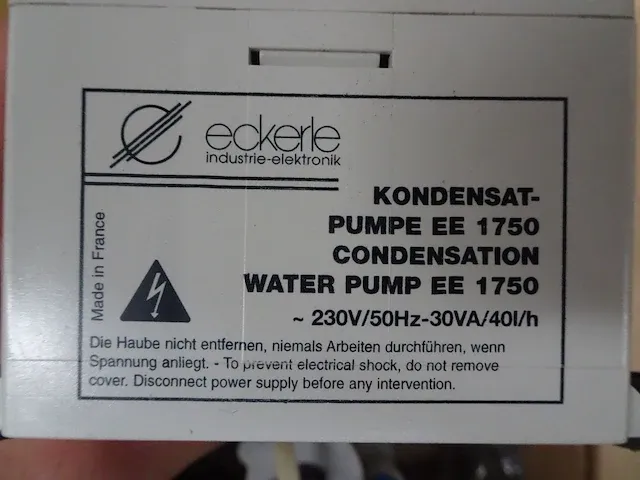 eckerle
industrie-elektronik
KONDENSAT-
PUMPE EE 1750
CONDENSATION
WATER PUMP EE 1750
~ 230V/50Hz-30VA/40l/h
Made in France
Die Haube nicht entfernen, niemals Arbeiten durchführen, wenn
Spannung anliegt. - To prevent electrical shock, do not remove
cover. Disconnect power supply before any intervention.